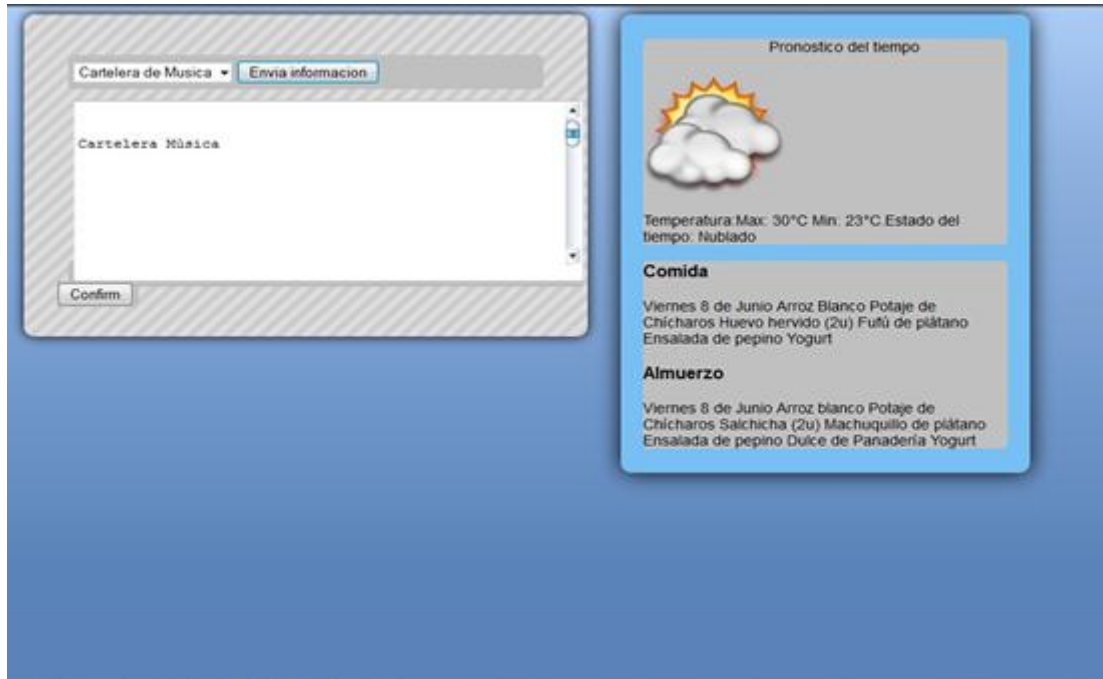 Cartelera de Musica
Envia informacion
Cartelera Música
Confirm
Pronostico del tiempo
Temperatura:Max: 30°C Min: 23°C.Estado del
tiempo: Nublado
Comida
Viernes 8 de Junio Arroz Blanco Potaje de
Chícharos Huevo hervido (2u) Fufú de plátano
Ensalada de pepino Yogurt
Almuerzo
Viernes 8 de Junio Arroz blanco Potaje de
Chícharos Salchicha (2u) Machuquillo de plátano
Ensalada de pepino Dulce de Panadería Yogurt